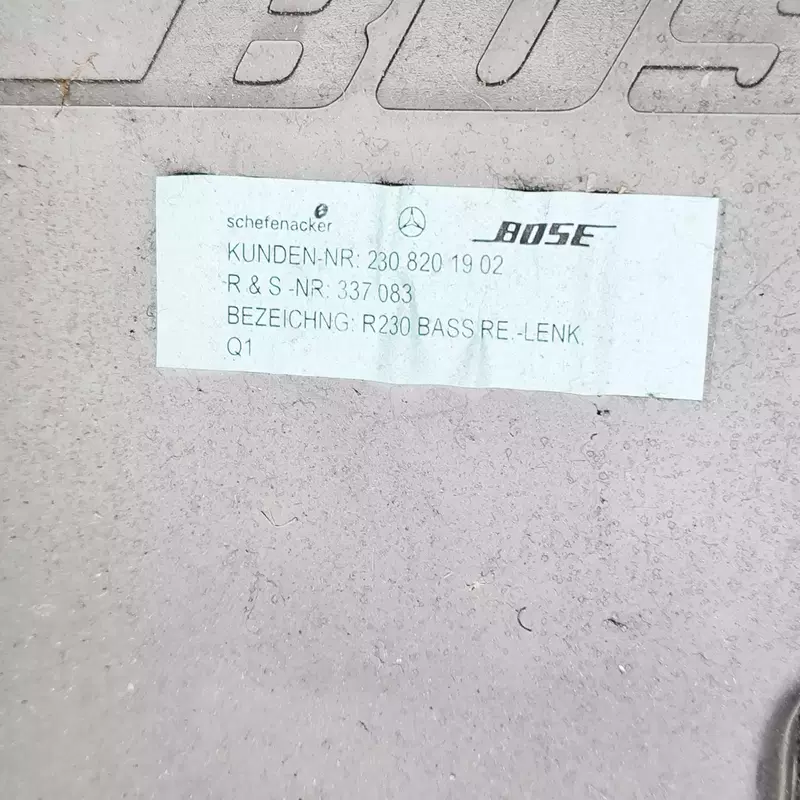 BOS
schefenacker BOSE
KUNDEN-NR: 230 820 19 02
R & S -NR: 337 083
BEZEICHNG: R230 BASS RE.-LENK.
Q1